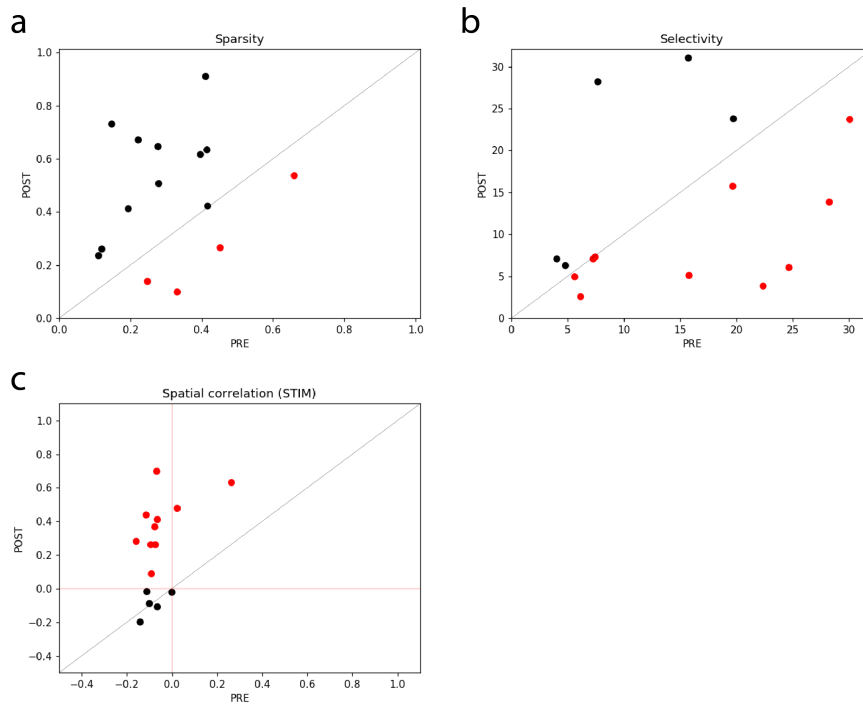 a
Sparsity
1.0
0.8
0.6
0.4
0.2
0.0
POST
0.0 0.2 0.4 0.6 0.8 1.0
PRE
b
Selectivity
30
25
20
15
10
5
0
POST
0 5 10 15 20 25 30
PRE
c
Spatial correlation (STIM)
1.0
0.8
0.6
0.4
0.2
0.0
−0.2
−0.4
POST
−0.4 −0.2 0.0 0.2 0.4 0.6 0.8 1.0
PRE